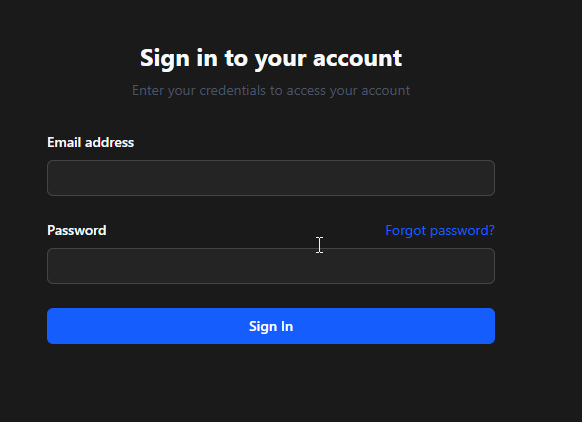 Sign in to your account
Enter your credentials to access your account
Email address
Password Forgot password?
Sign In